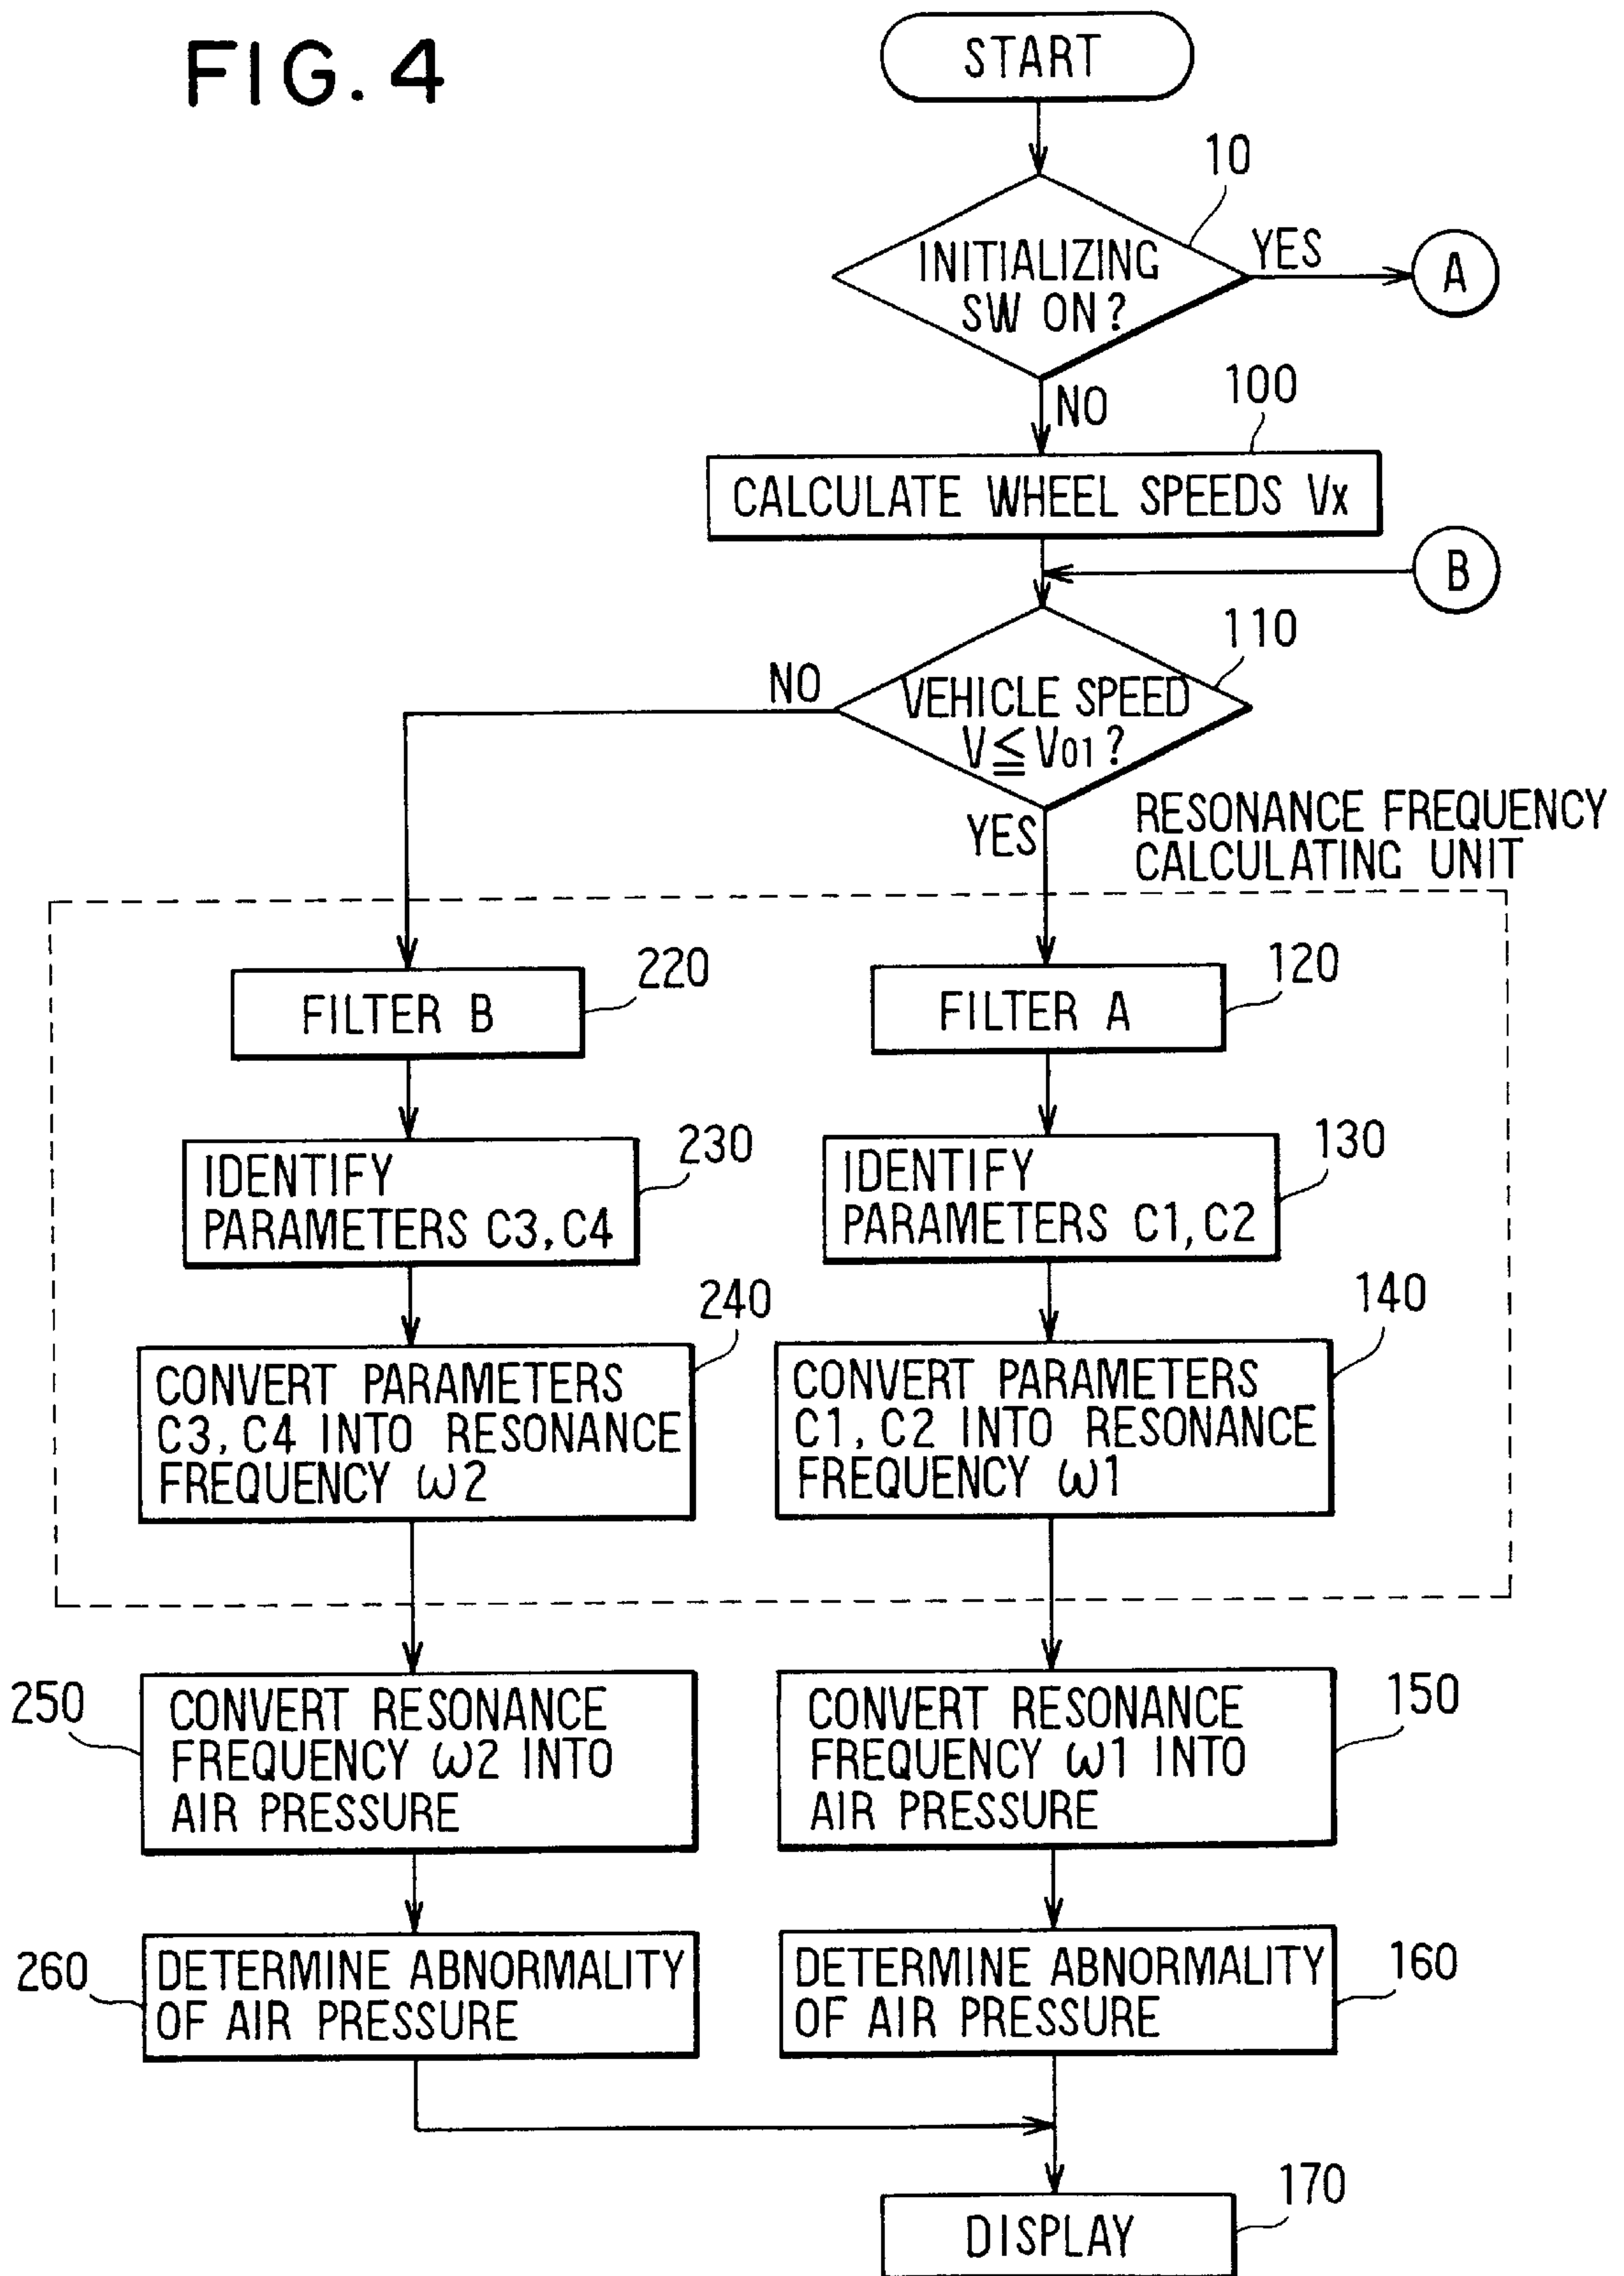 FIG. 4
START
10
INITIALIZING
SW ON?
YES
A
NO
100
CALCULATE WHEEL SPEEDS Vx
B
110
VEHICLE SPEED
V≦V01?
NO
YES
RESONANCE FREQUENCY
CALCULATING UNIT
FILTER B
220
FILTER A
120
IDENTIFY
PARAMETERS C3, C4
230
IDENTIFY
PARAMETERS C1, C2
130
CONVERT PARAMETERS
C3, C4 INTO RESONANCE
FREQUENCY ω2
240
CONVERT PARAMETERS
C1, C2 INTO RESONANCE
FREQUENCY ω1
140
250
CONVERT RESONANCE
FREQUENCY ω2 INTO
AIR PRESSURE
CONVERT RESONANCE
FREQUENCY ω1 INTO
AIR PRESSURE
150
260
DETERMINE ABNORMALITY
OF AIR PRESSURE
DETERMINE ABNORMALITY
OF AIR PRESSURE
160
170
DISPLAY